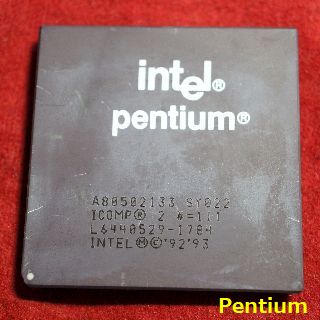 intel®
pentium®
A80502133 SY022
ICOMP® 2 #=111
L6440529-1784
INTEL®©'92'93
Pentium